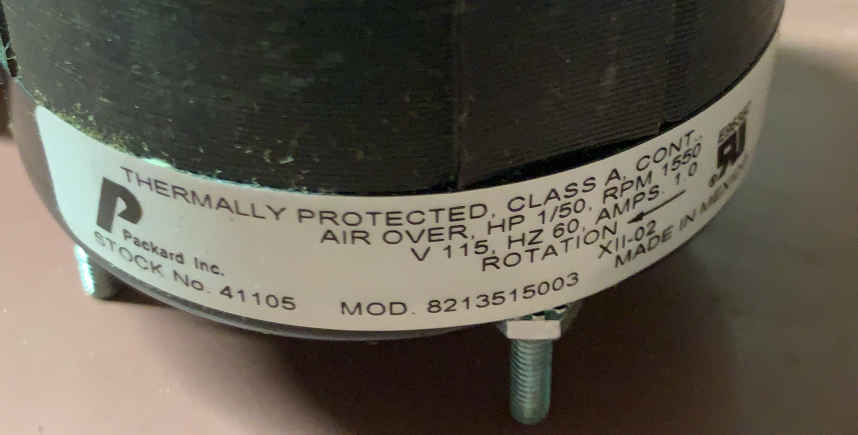 THERMALLY PROTECTED, CLASS A, CONT.,
AIR OVER, HP 1/50, RPM 1550
V 115, HZ 60, AMPS. 1.0
ROTATION
XII-02
MADE IN MEXICO
Packard Inc.
STOCK No. 41105
MOD. 8213515003